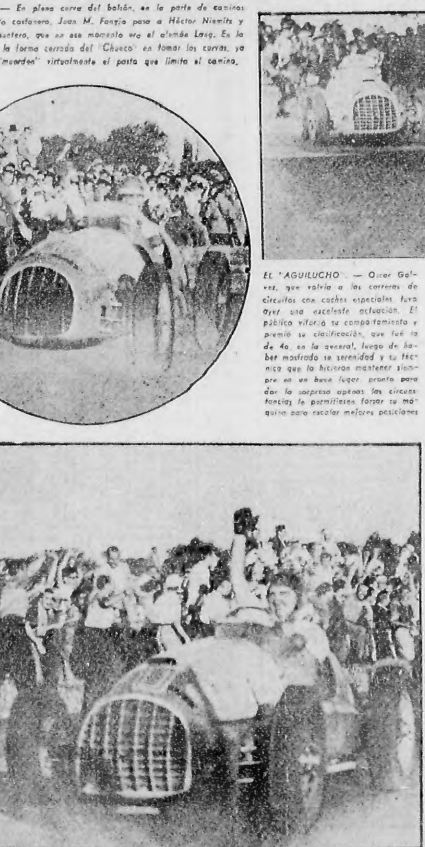 — En plena curva del balcón, en la parte de caminos
lo costanero, Juan M. Fangio pasa a Héctor Niemitz y
puntero, que en ese momento era el alemán Lang. En la
la forma cerrada del "Chueco" en tomar las curvas, ya
"muerden" virtualmente el pasto que limita el camino.
EL "AGUILUCHO". — Oscar Gal-
vez, que volvía a las carreras de
circuitos con coches especiales tuvo
ayer una excelente actuación. El
público vitorió su comportamiento y
premió su clasificación, que fué la
de 4o. en la general, luego de ha-
ber mostrado su serenidad y su téc-
nica que la hicieron mantener siem-
pre en un buen lugar pronto para
dar la sorpresa apenas las circuns-
tancias le permitiesen forzar su má-
quina para escalar mejores posiciones